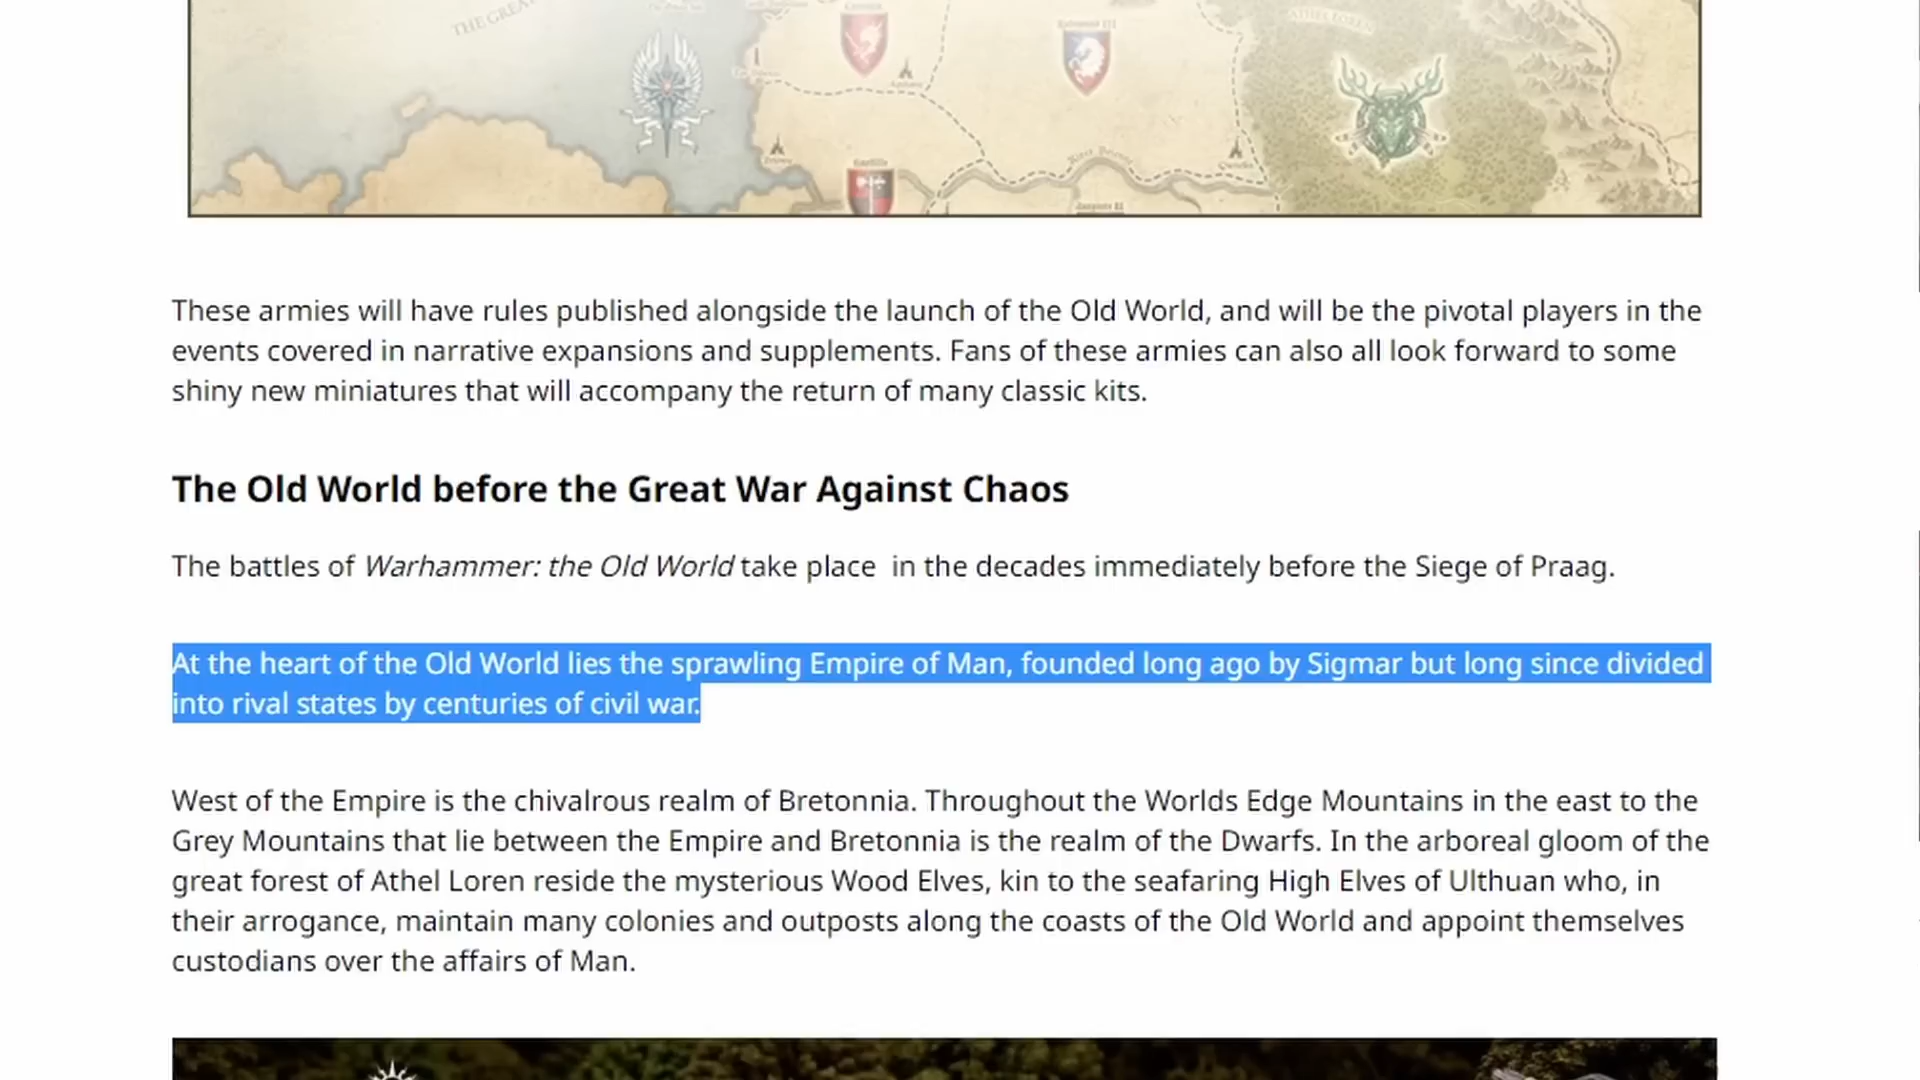 THE GREAT
ATHEL LOREN
River Brienne
These armies will have rules published alongside the launch of the Old World, and will be the pivotal players in the
events covered in narrative expansions and supplements. Fans of these armies can also all look forward to some
shiny new miniatures that will accompany the return of many classic kits.
The Old World before the Great War Against Chaos
The battles of Warhammer: the Old World take place  in the decades immediately before the Siege of Praag.
At the heart of the Old World lies the sprawling Empire of Man, founded long ago by Sigmar but long since divided
into rival states by centuries of civil war.
West of the Empire is the chivalrous realm of Bretonnia. Throughout the Worlds Edge Mountains in the east to the
Grey Mountains that lie between the Empire and Bretonnia is the realm of the Dwarfs. In the arboreal gloom of the
great forest of Athel Loren reside the mysterious Wood Elves, kin to the seafaring High Elves of Ulthuan who, in
their arrogance, maintain many colonies and outposts along the coasts of the Old World and appoint themselves
custodians over the affairs of Man.